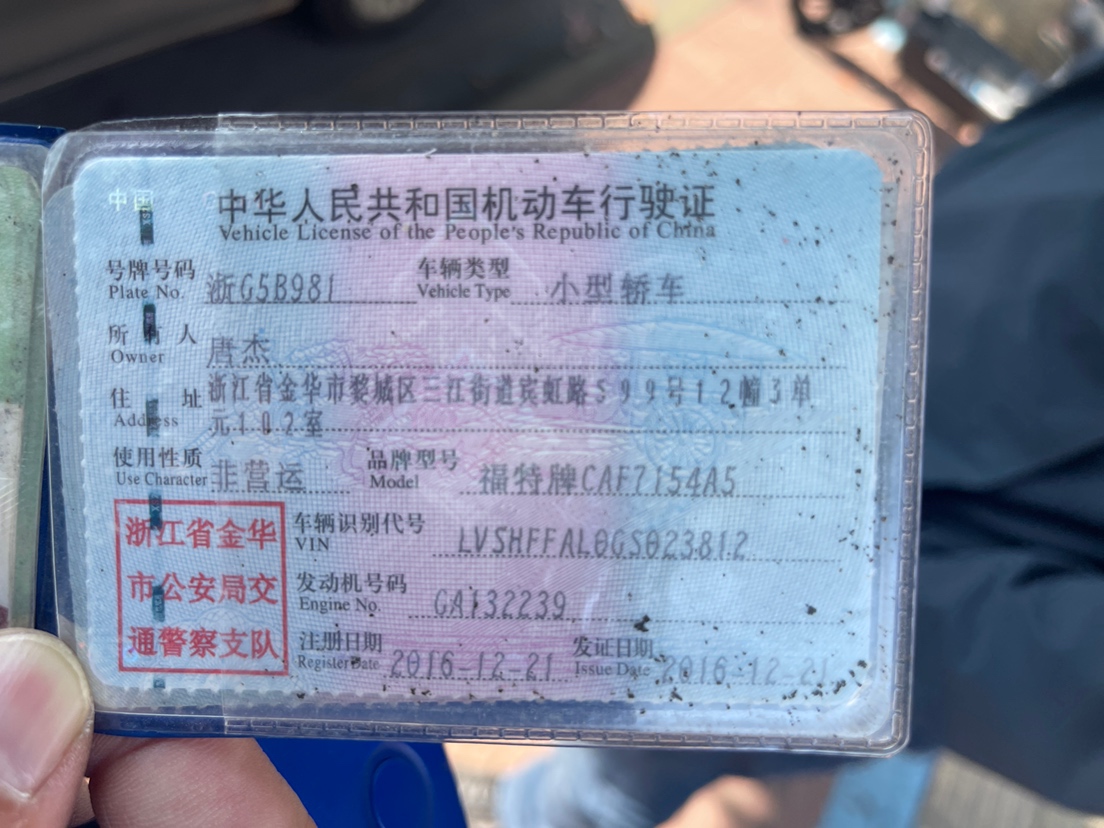 中国
中华人民共和国机动车行驶证
Vehicle License of the People's Republic of China
号牌号码 浙G5B981 车辆类型 小型轿车
Plate No. Vehicle Type
所有人 唐杰
Owner
住址 浙江省金华市婺城区三江街道宾虹路599号12幢3单
Address 元102室
使用性质 非营运 品牌型号 福特牌CAF7154A5
Use Character Model
车辆识别代号 LVSHFFAL0GS023812
VIN
发动机号码 GA132239
Engine No.
注册日期 2016-12-21 发证日期 2016-12-21
Register Date Issue Date
浙江省金华
市公安局交
通警察支队